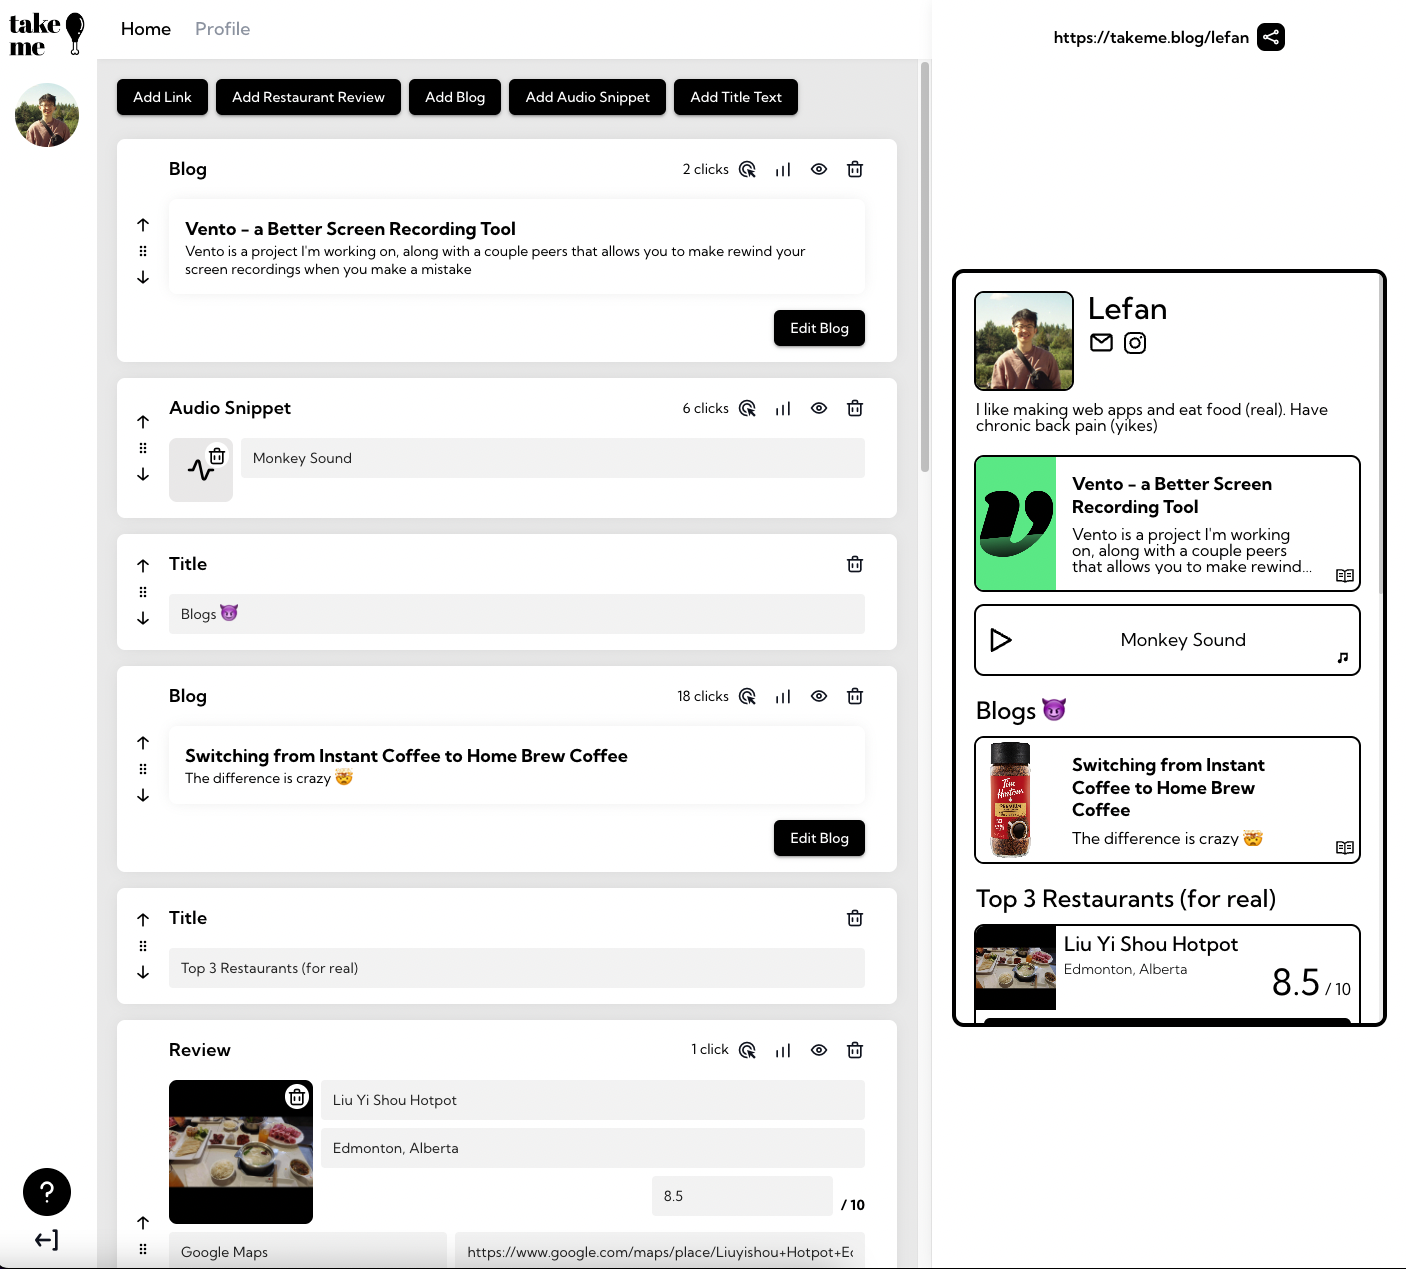 take
me
Home
Profile
https://takeme.blog/lefan
Add Link
Add Restaurant Review
Add Blog
Add Audio Snippet
Add Title Text
Blog
2 clicks
Vento - a Better Screen Recording Tool
Vento is a project I'm working on, along with a couple peers that allows you to make rewind your
screen recordings when you make a mistake
Edit Blog
Audio Snippet
6 clicks
Monkey Sound
Title
Blogs 😈
Blog
18 clicks
Switching from Instant Coffee to Home Brew Coffee
The difference is crazy 🤯
Edit Blog
Title
Top 3 Restaurants (for real)
Review
1 click
Liu Yi Shou Hotpot
Edmonton, Alberta
8.5
/ 10
Google Maps
https://www.google.com/maps/place/Liuyishou+Hotpot+Ec
?
Lefan
I like making web apps and eat food (real). Have
chronic back pain (yikes)
Vento - a Better Screen
Recording Tool
Vento is a project I'm working
on, along with a couple peers
that allows you to make rewind...
Monkey Sound
Blogs 😈
Tim
Hortons
PREMIUM
Switching from Instant
Coffee to Home Brew
Coffee
The difference is crazy 🤯
Top 3 Restaurants (for real)
Liu Yi Shou Hotpot
Edmonton, Alberta
8.5 / 10